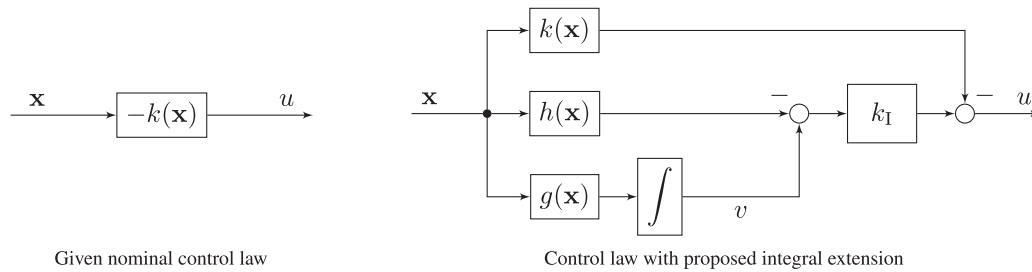 x
−k(x)
u
Given nominal control law
x
k(x)
h(x)
g(x)
∫
v
−
k_I
−
u
Control law with proposed integral extension